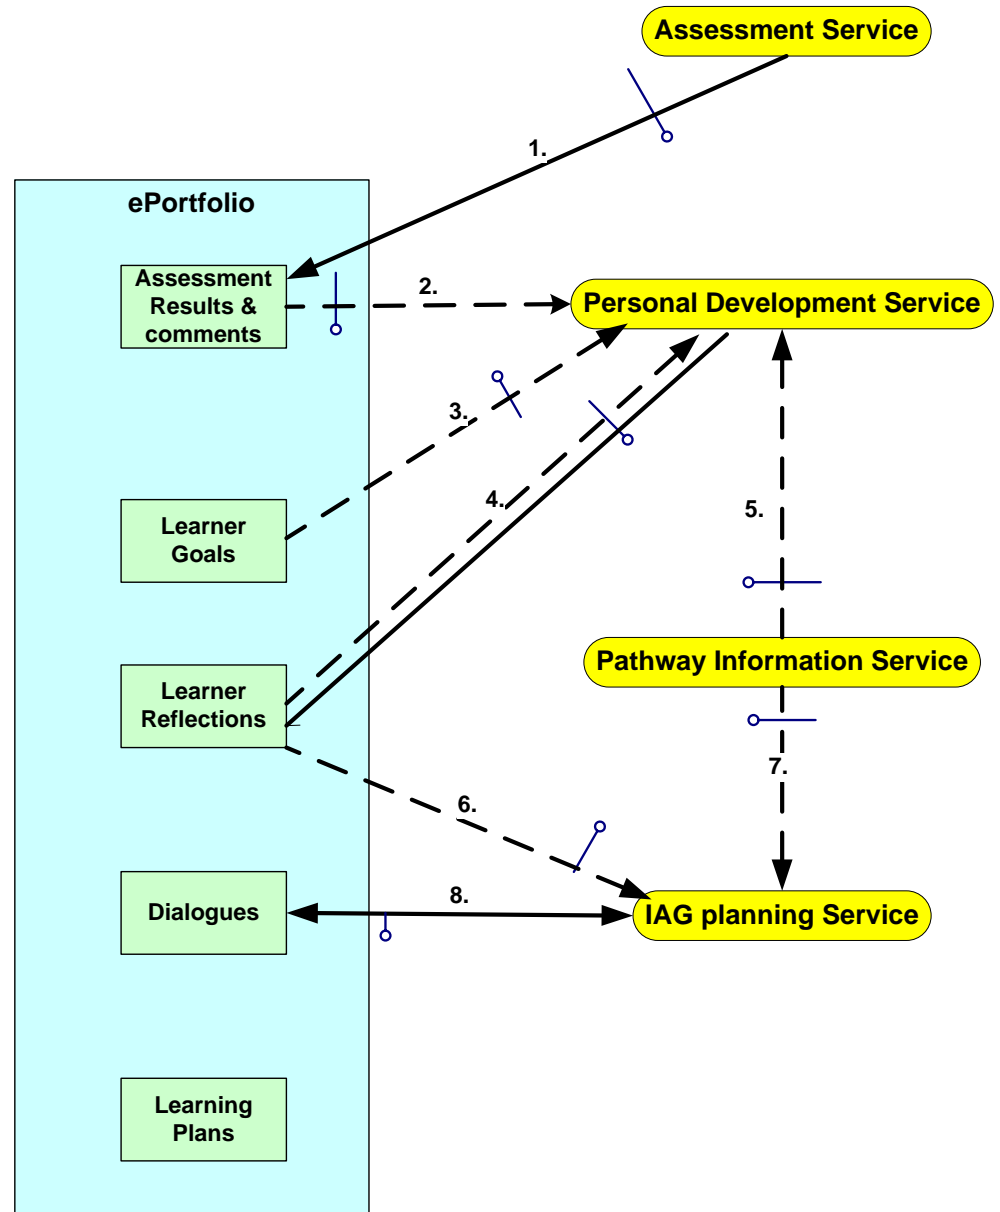 Assessment Service
1.
ePortfolio
Assessment
Results &
comments
2.
Personal Development Service
3.
4.
5.
Learner
Goals
Pathway Information Service
Learner
Reflections
6.
7.
Dialogues
8.
IAG planning Service
Learning
Plans